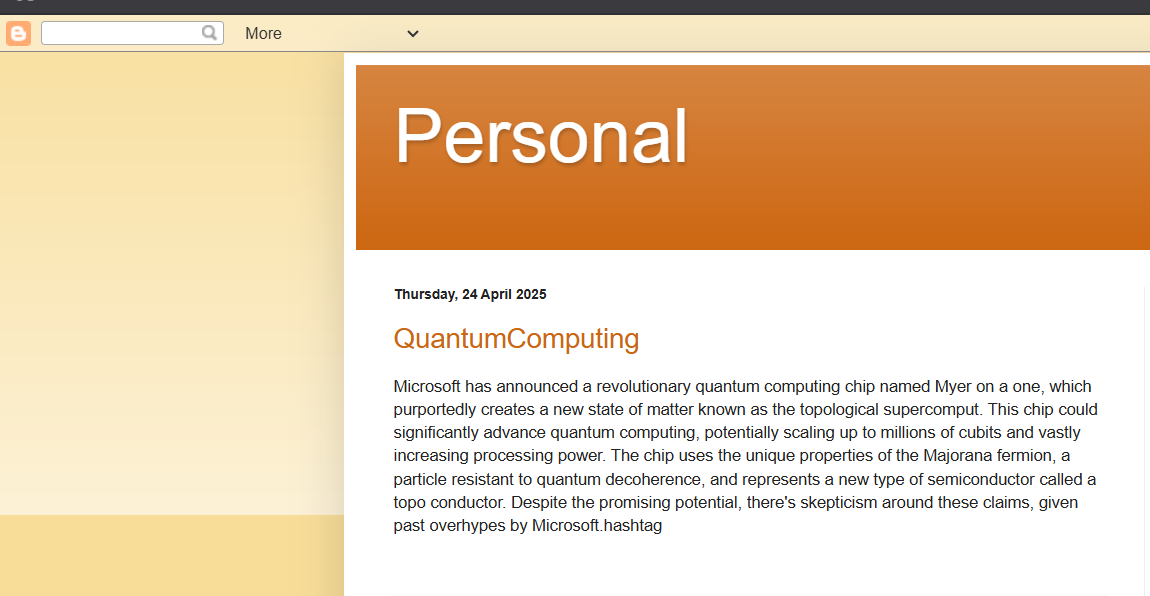 More
Personal
Thursday, 24 April 2025
QuantumComputing
Microsoft has announced a revolutionary quantum computing chip named Myer on a one, which
purportedly creates a new state of matter known as the topological supercomput. This chip could
significantly advance quantum computing, potentially scaling up to millions of cubits and vastly
increasing processing power. The chip uses the unique properties of the Majorana fermion, a
particle resistant to quantum decoherence, and represents a new type of semiconductor called a
topo conductor. Despite the promising potential, there's skepticism around these claims, given
past overhypes by Microsoft.hashtag